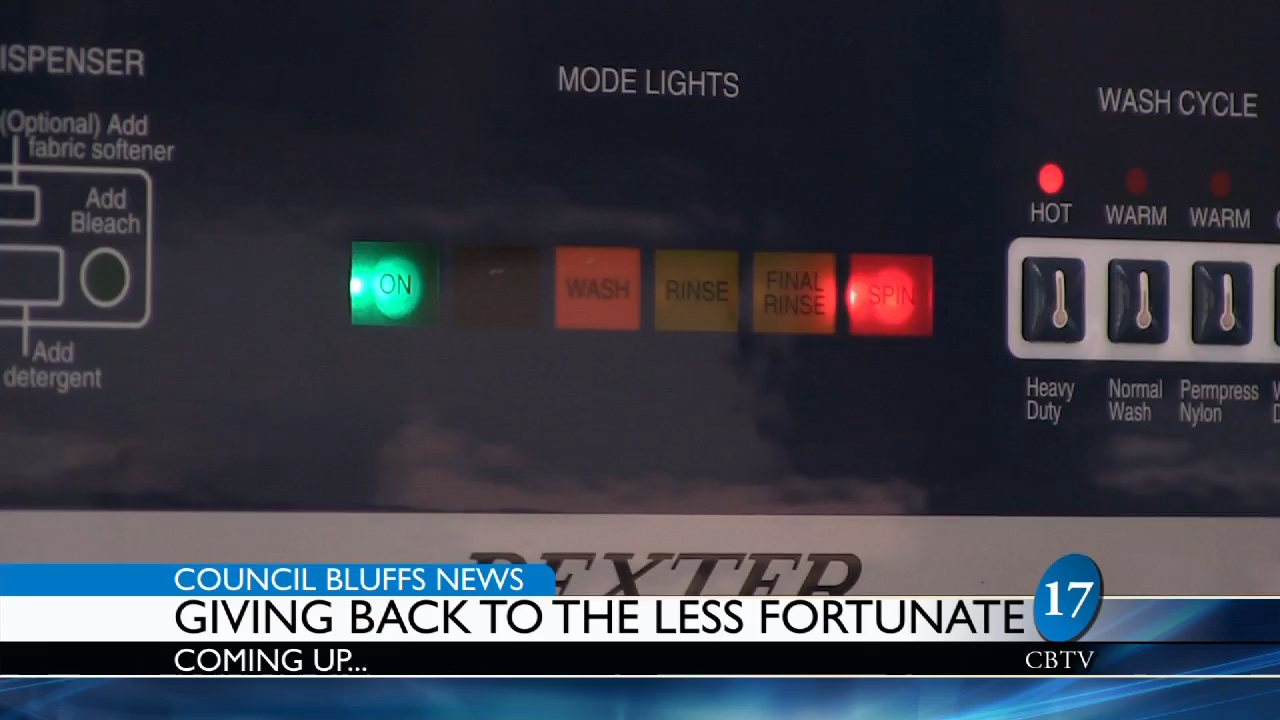 ISPENSER
(Optional) Add
fabric softener
Add
Bleach
Add
detergent
MODE LIGHTS
ON
WASH
RINSE
FINAL
RINSE
SPIN
WASH CYCLE
HOT
WARM
WARM
Heavy
Duty
Normal
Wash
Permpress
Nylon
DEXTER
COUNCIL BLUFFS NEWS
GIVING BACK TO THE LESS FORTUNATE
COMING UP...
17
CBTV